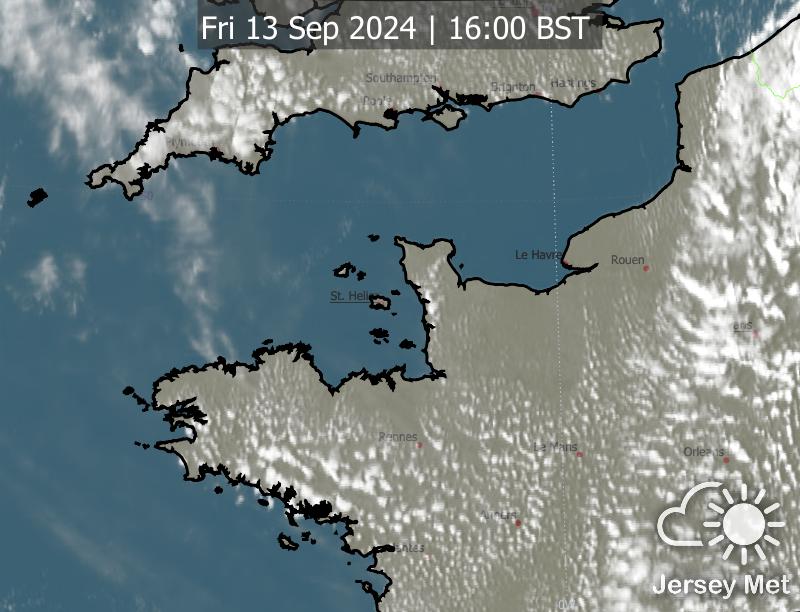 Fri 13 Sep 2024 | 16:00 BST
Southampton
Brighton
Hastings
Poole
Le Havre
Rouen
St. Helier
Rennes
Le Mans
Orleans
Angers
Jersey Met